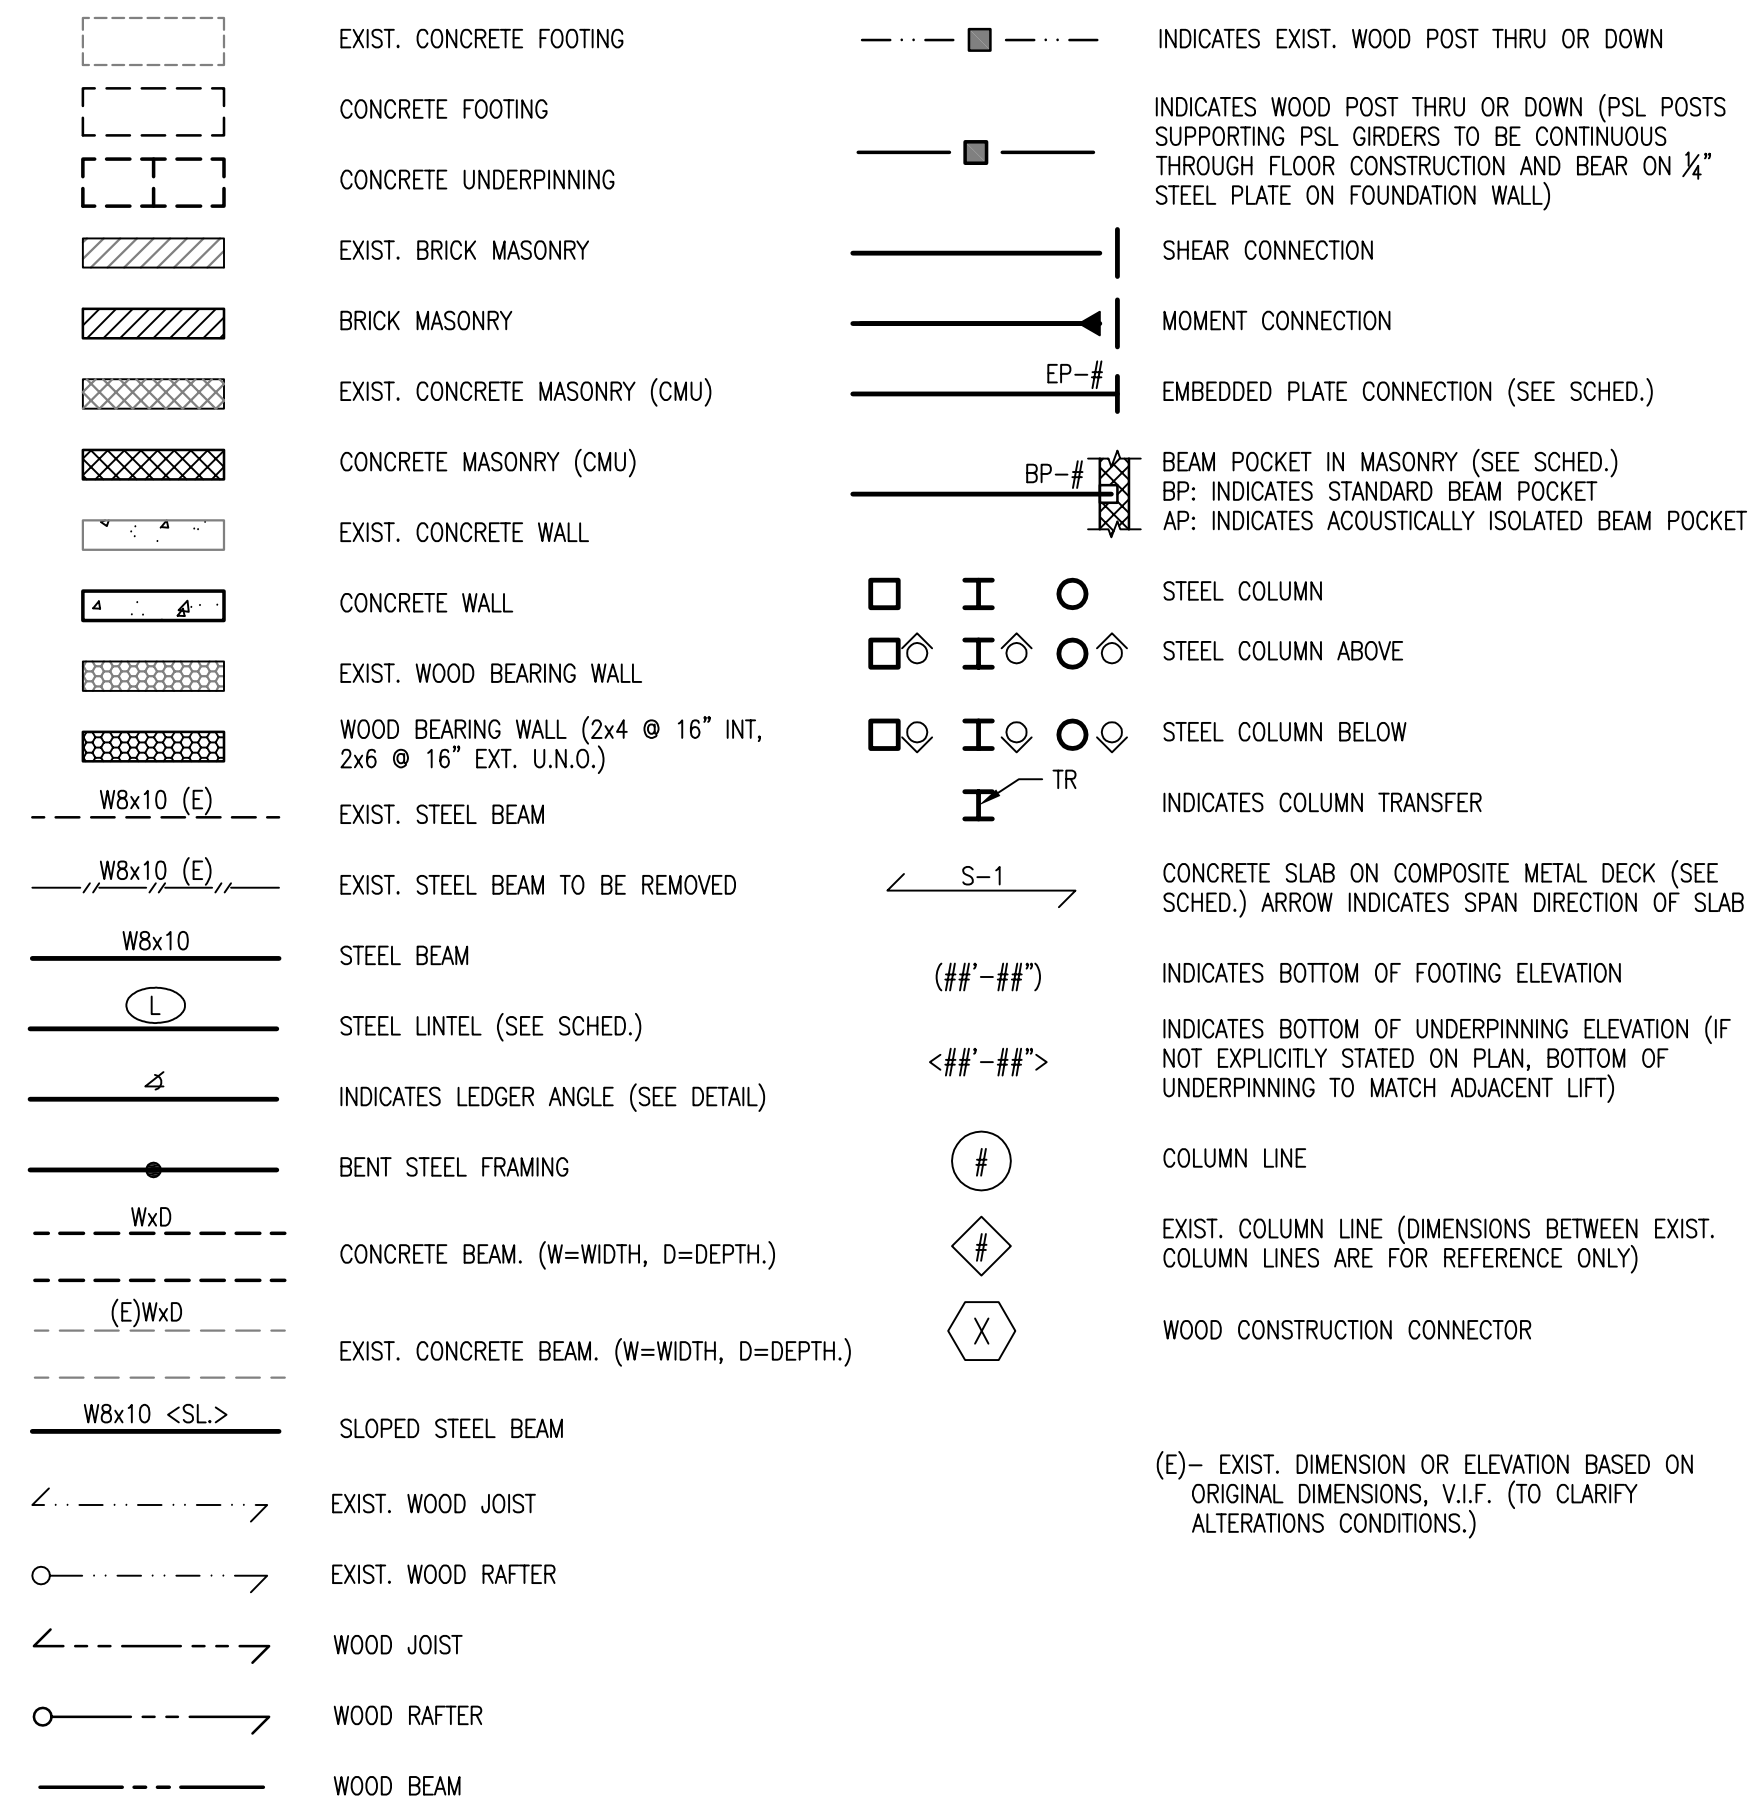 EXIST. CONCRETE FOOTING
CONCRETE FOOTING
CONCRETE UNDERPINNING
EXIST. BRICK MASONRY
BRICK MASONRY
EXIST. CONCRETE MASONRY (CMU)
CONCRETE MASONRY (CMU)
EXIST. CONCRETE WALL
CONCRETE WALL
EXIST. WOOD BEARING WALL
WOOD BEARING WALL (2x4 @ 16" INT,
2x6 @ 16" EXT. U.N.O.)
W8x10 (E)
EXIST. STEEL BEAM
W8x10 (E)
EXIST. STEEL BEAM TO BE REMOVED
W8x10
STEEL BEAM
L
STEEL LINTEL (SEE SCHED.)
INDICATES LEDGER ANGLE (SEE DETAIL)
BENT STEEL FRAMING
WxD
CONCRETE BEAM. (W=WIDTH, D=DEPTH.)
(E)WxD
EXIST. CONCRETE BEAM. (W=WIDTH, D=DEPTH.)
W8x10 <SL.>
SLOPED STEEL BEAM
EXIST. WOOD JOIST
EXIST. WOOD RAFTER
WOOD JOIST
WOOD RAFTER
WOOD BEAM
INDICATES EXIST. WOOD POST THRU OR DOWN
INDICATES WOOD POST THRU OR DOWN (PSL POSTS
SUPPORTING PSL GIRDERS TO BE CONTINUOUS
THROUGH FLOOR CONSTRUCTION AND BEAR ON 1/4"
STEEL PLATE ON FOUNDATION WALL)
SHEAR CONNECTION
MOMENT CONNECTION
EP-#
EMBEDDED PLATE CONNECTION (SEE SCHED.)
BP-#
BEAM POCKET IN MASONRY (SEE SCHED.)
BP: INDICATES STANDARD BEAM POCKET
AP: INDICATES ACOUSTICALLY ISOLATED BEAM POCKET
STEEL COLUMN
STEEL COLUMN ABOVE
STEEL COLUMN BELOW
TR
INDICATES COLUMN TRANSFER
S-1
CONCRETE SLAB ON COMPOSITE METAL DECK (SEE
SCHED.) ARROW INDICATES SPAN DIRECTION OF SLAB
(##'-##")
INDICATES BOTTOM OF FOOTING ELEVATION
<##'-##">
INDICATES BOTTOM OF UNDERPINNING ELEVATION (IF
NOT EXPLICITLY STATED ON PLAN, BOTTOM OF
UNDERPINNING TO MATCH ADJACENT LIFT)
#
COLUMN LINE
#
EXIST. COLUMN LINE (DIMENSIONS BETWEEN EXIST.
COLUMN LINES ARE FOR REFERENCE ONLY)
X
WOOD CONSTRUCTION CONNECTOR
(E)- EXIST. DIMENSION OR ELEVATION BASED ON
ORIGINAL DIMENSIONS, V.I.F. (TO CLARIFY
ALTERATIONS CONDITIONS.)